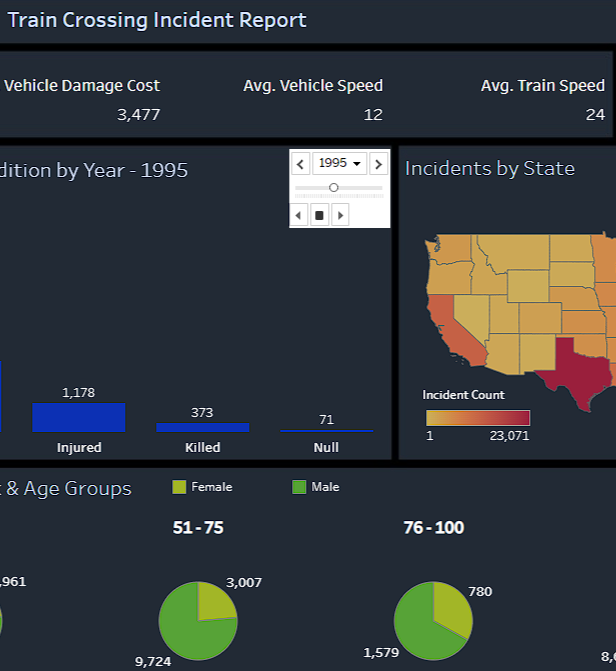 Train Crossing Incident Report
Vehicle Damage Cost
Avg. Vehicle Speed
Avg. Train Speed
3,477
12
24
dition by Year - 1995
1995
Incidents by State
1,178
373
71
Injured
Killed
Null
Incident Count
1
23,071
& Age Groups
Female
Male
51 - 75
76 - 100
,961
3,007
9,724
780
1,579
8,